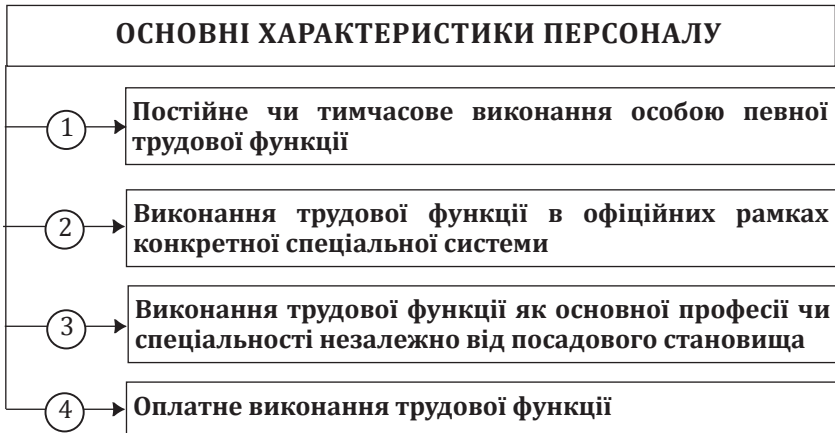 ОСНОВНІ ХАРАКТЕРИСТИКИ ПЕРСОНАЛУ
1
Постійне чи тимчасове виконання особою певної
трудової функції
2
Виконання трудової функції в офіційних рамках
конкретної спеціальної системи
3
Виконання трудової функції як основної професії чи
спеціальності незалежно від посадового становища
4
Оплатне виконання трудової функції